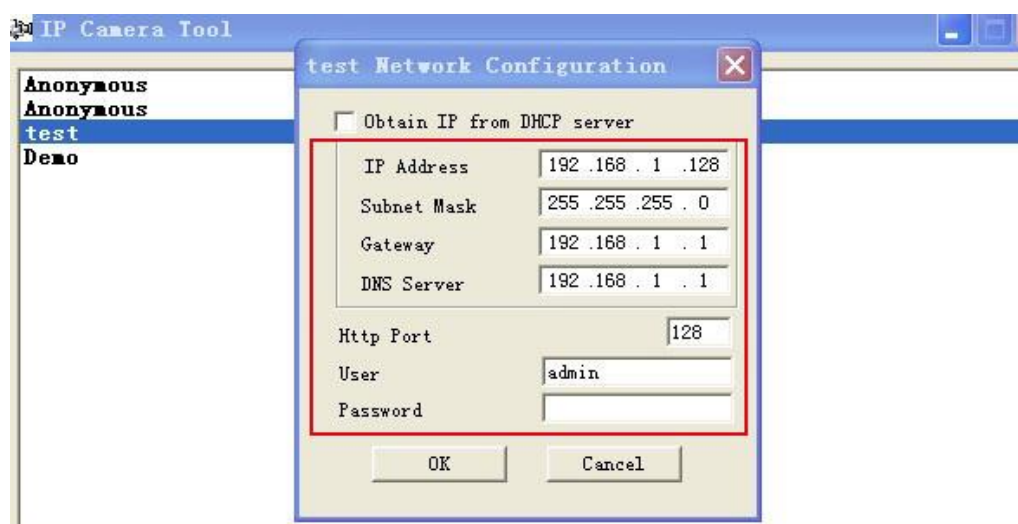 IP Camera Tool
Anonymous
Anonymous
test
Demo
test Network Configuration
Obtain IP from DHCP server
IP Address 192 .168 . 1 .128
Subnet Mask 255 .255 .255 . 0
Gateway 192 .168 . 1 . 1
DNS Server 192 .168 . 1 . 1
Http Port 128
User admin
Password
OK Cancel